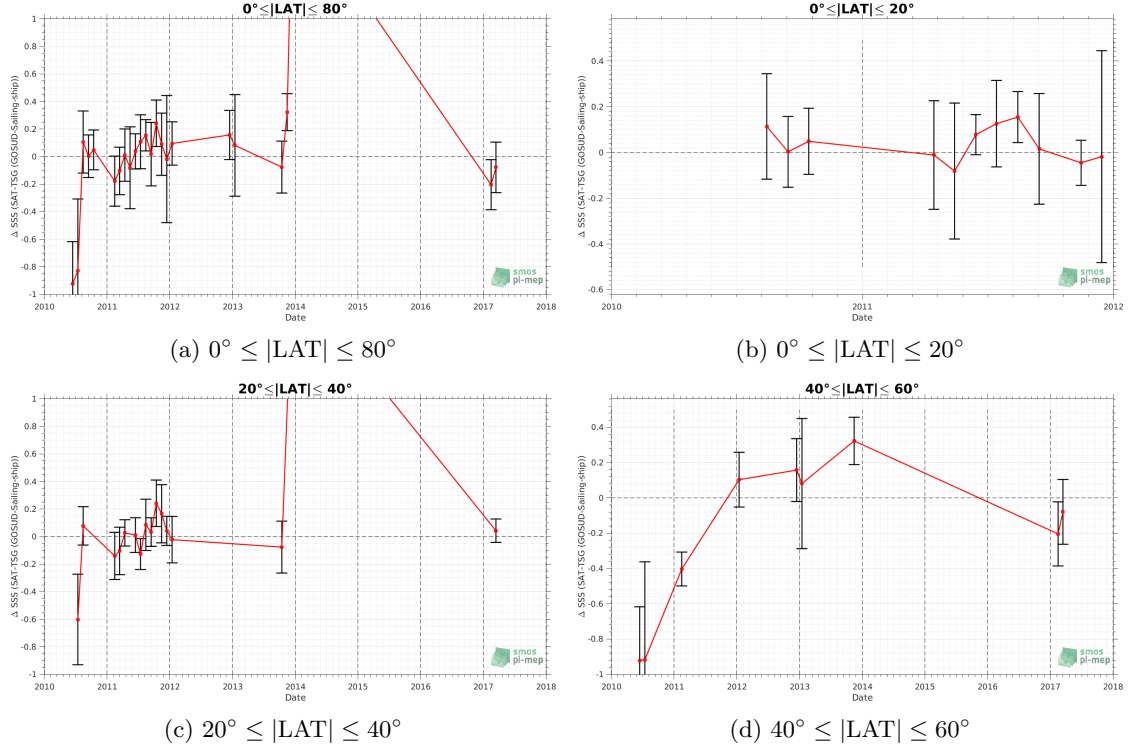 0°≤|LAT|≤ 80°
Δ SSS (SAT-TSG (GOSUD-Sailing-ship))
1
0.8
0.6
0.4
0.2
0
-0.2
-0.4
-0.6
-0.8
-1
2010 2011 2012 2013 2014 2015 2016 2017 2018
Date
smos
pi-mep
(a) 0° ≤ |LAT| ≤ 80°
0°≤|LAT|≤ 20°
Δ SSS (SAT-TSG (GOSUD-Sailing-ship))
0.4
0.2
0
-0.2
-0.4
-0.6
2010 2011 2012
Date
smos
pi-mep
(b) 0° ≤ |LAT| ≤ 20°
20°≤|LAT|≤ 40°
Δ SSS (SAT-TSG (GOSUD-Sailing-ship))
1
0.8
0.6
0.4
0.2
0
-0.2
-0.4
-0.6
-0.8
-1
2010 2011 2012 2013 2014 2015 2016 2017 2018
Date
smos
pi-mep
(c) 20° ≤ |LAT| ≤ 40°
40°≤|LAT|≤ 60°
Δ SSS (SAT-TSG (GOSUD-Sailing-ship))
0.4
0.2
0
-0.2
-0.4
-0.6
-0.8
-1
2010 2011 2012 2013 2014 2015 2016 2017 2018
Date
smos
pi-mep
(d) 40° ≤ |LAT| ≤ 60°